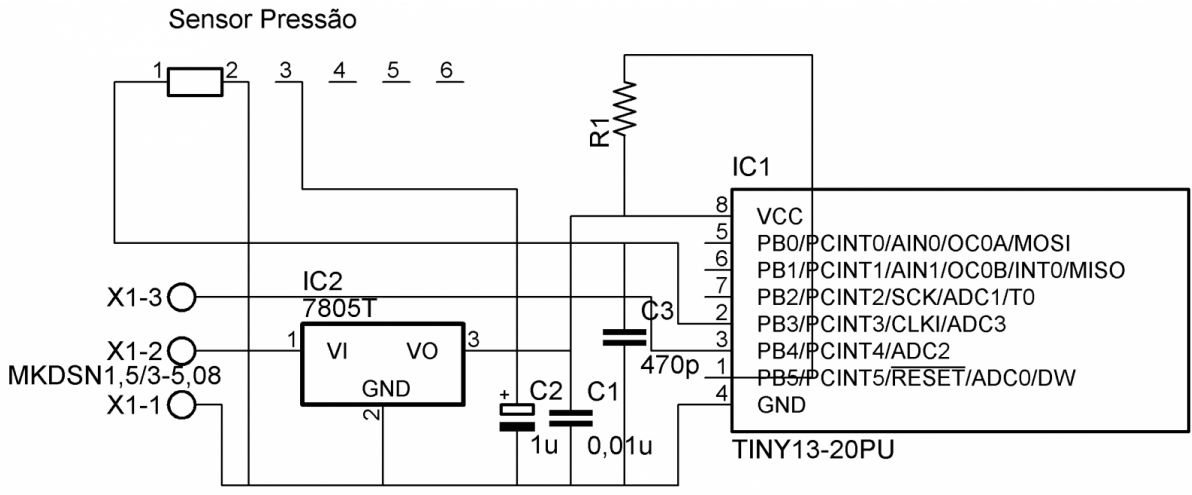 Sensor Pressão
1 2 3 4 5 6
R1
IC1
8 VCC
5 PB0/PCINT0/AIN0/OC0A/MOSI
6 PB1/PCINT1/AIN1/OC0B/INT0/MISO
7 PB2/PCINT2/SCK/ADC1/T0
2 PB3/PCINT3/CLKI/ADC3
3 PB4/PCINT4/ADC2
1 PB5/PCINT5/RESET/ADC0/DW
4 GND
TINY13-20PU
IC2
7805T
1 VI VO 3
GND
2
X1-3
X1-2
MKDSN1,5/3-5,08
X1-1
C3
470p
+ C2
1u
C1
0,01u